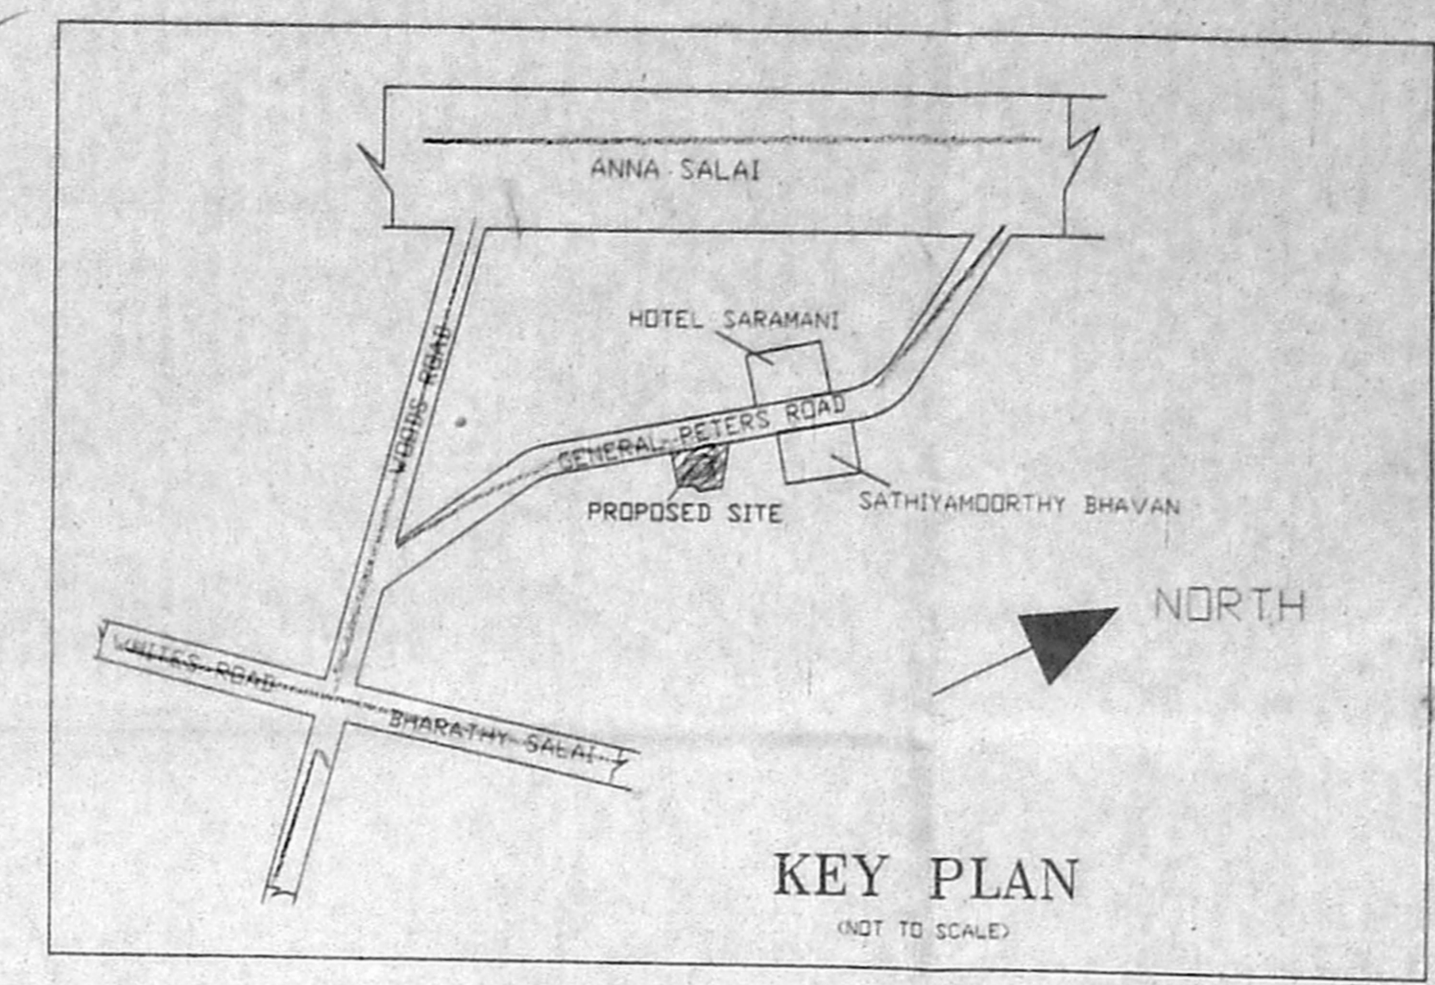 ANNA SALAI
HOTEL SARAMANI
WOODS ROAD
GENERAL PETERS ROAD
PROPOSED SITE
SATHIYAMOORTHY BHAVAN
NORTH
WHITES ROAD
BHARATHY SALAI
KEY PLAN
(NOT TO SCALE)